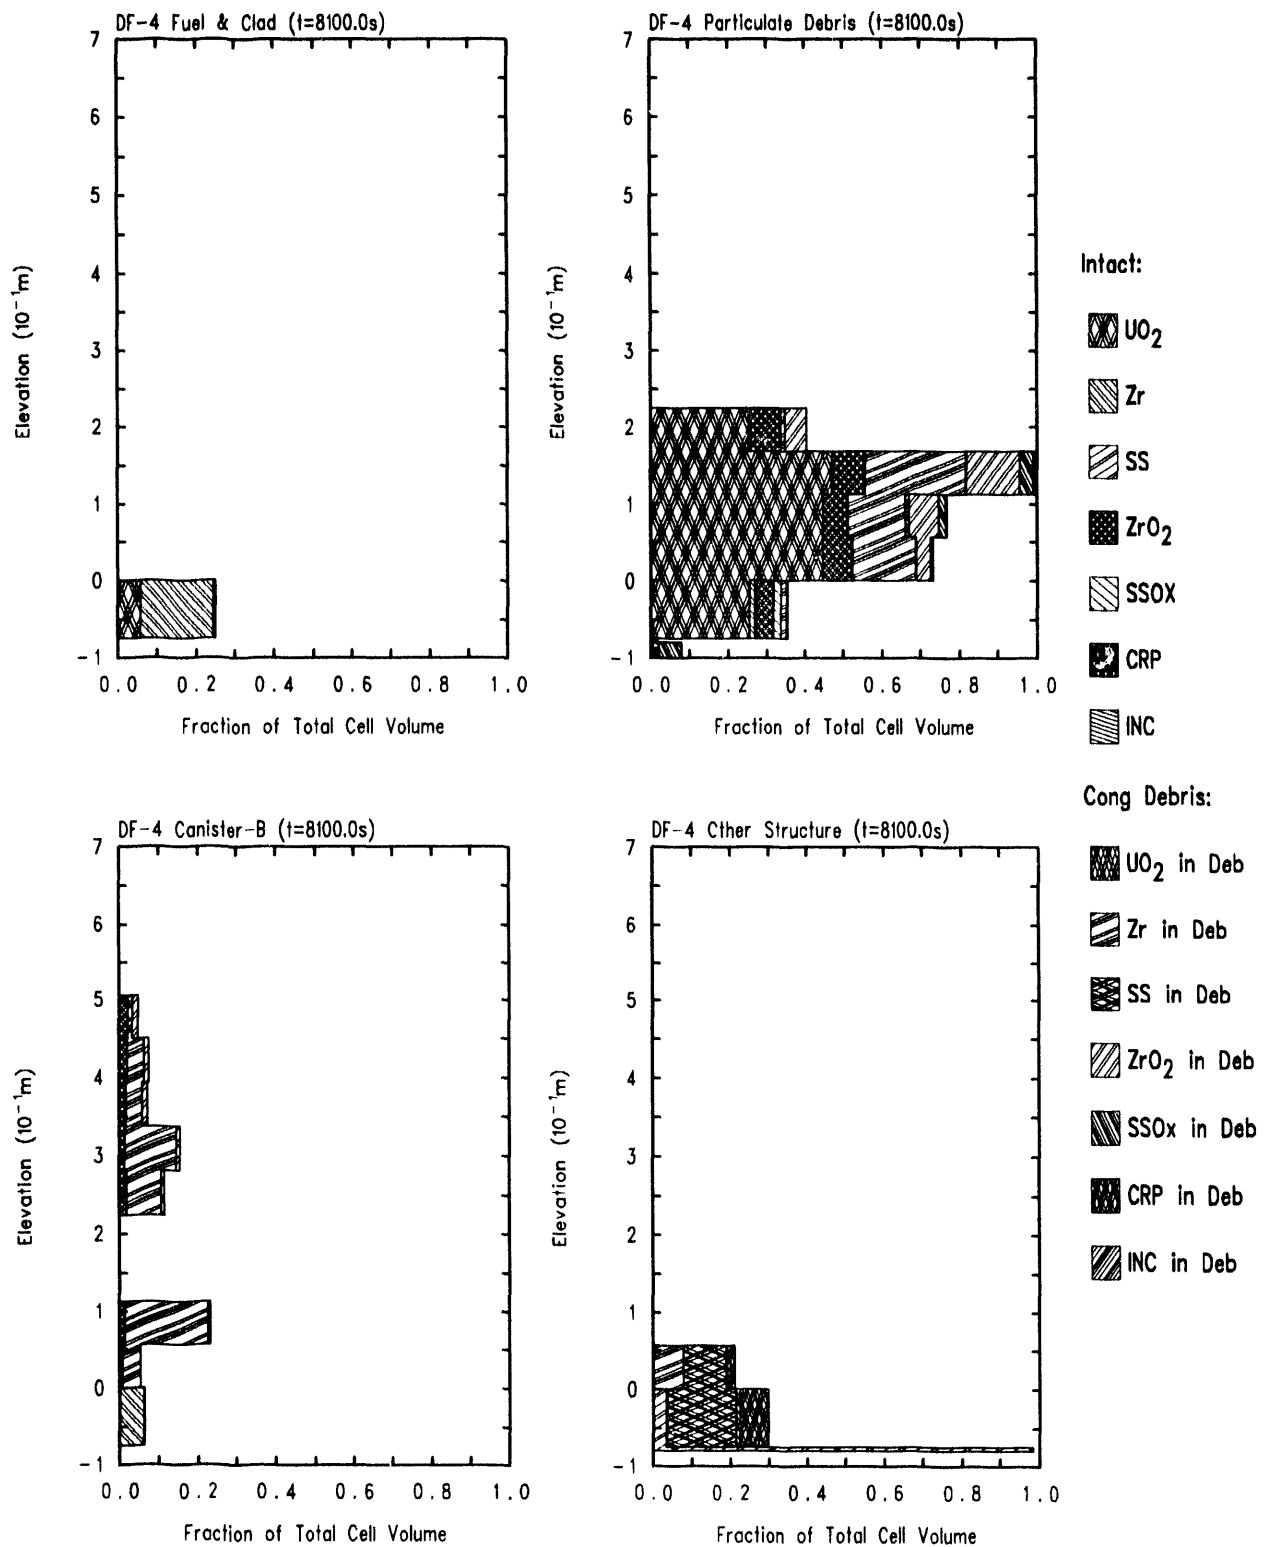 DF-4 Fuel & Clad (t=8100.0s)
7
6
5
4
3
2
1
0
-1
Elevation (10⁻¹m)
0.0 0.2 0.4 0.6 0.8 1.0
Fraction of Total Cell Volume
DF-4 Particulate Debris (t=8100.0s)
7
6
5
4
3
2
1
0
-1
Elevation (10⁻¹m)
0.0 0.2 0.4 0.6 0.8 1.0
Fraction of Total Cell Volume
DF-4 Canister-B (t=8100.0s)
7
6
5
4
3
2
1
0
-1
Elevation (10⁻¹m)
0.0 0.2 0.4 0.6 0.8 1.0
Fraction of Total Cell Volume
DF-4 Cther Structure (t=8100.0s)
7
6
5
4
3
2
1
0
-1
Elevation (10⁻¹m)
0.0 0.2 0.4 0.6 0.8 1.0
Fraction of Total Cell Volume
Intact:
UO₂
Zr
SS
ZrO₂
SSOX
CRP
INC
Cong Debris:
UO₂ in Deb
Zr in Deb
SS in Deb
ZrO₂ in Deb
SSOx in Deb
CRP in Deb
INC in Deb